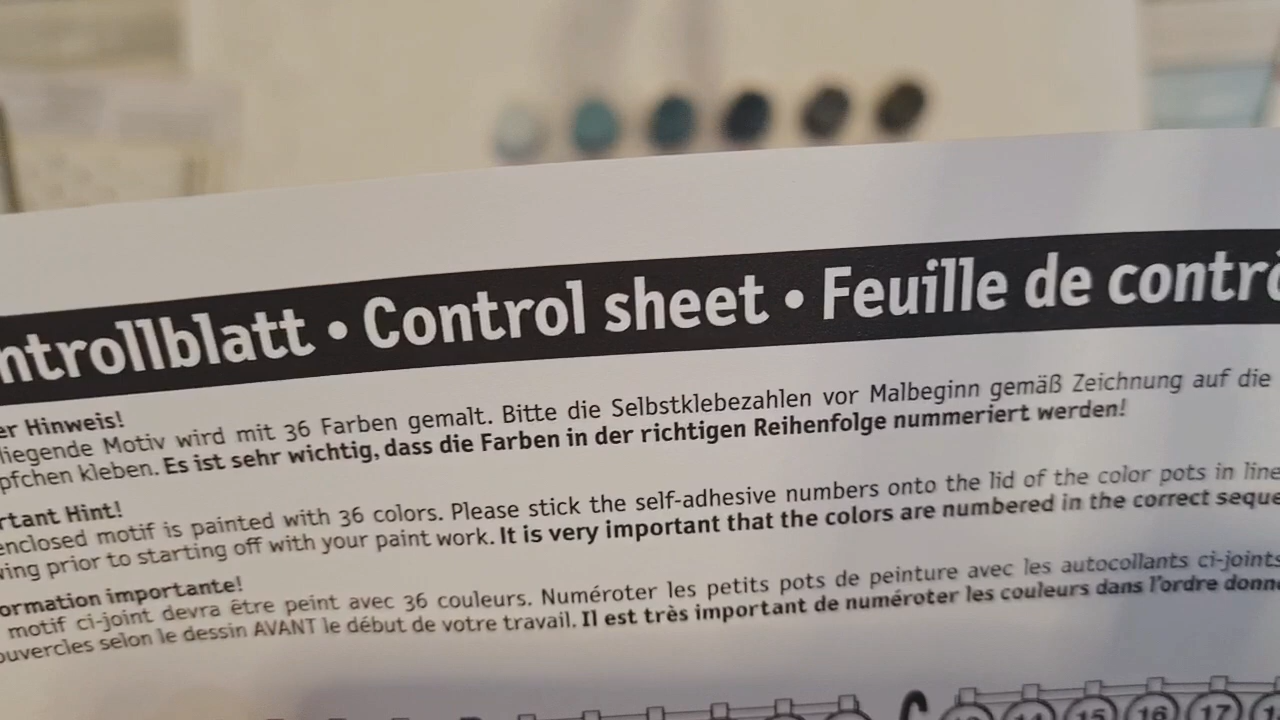 ntrollblatt • Control sheet • Feuille de contrô
er Hinweis!
liegende Motiv wird mit 36 Farben gemalt. Bitte die Selbstklebezahlen vor Malbeginn gemäß Zeichnung auf die
pfchen kleben. Es ist sehr wichtig, dass die Farben in der richtigen Reihenfolge nummeriert werden!
rtant Hint!
enclosed motif is painted with 36 colors. Please stick the self-adhesive numbers onto the lid of the color pots in line
wing prior to starting off with your paint work. It is very important that the colors are numbered in the correct seque
ormation importante!
motif ci-joint devra être peint avec 36 couleurs. Numéroter les petits pots de peinture avec les autocollants ci-joints
ouvercles selon le dessin AVANT le début de votre travail. Il est très important de numéroter les couleurs dans l'ordre donn
C
14 15 16 17